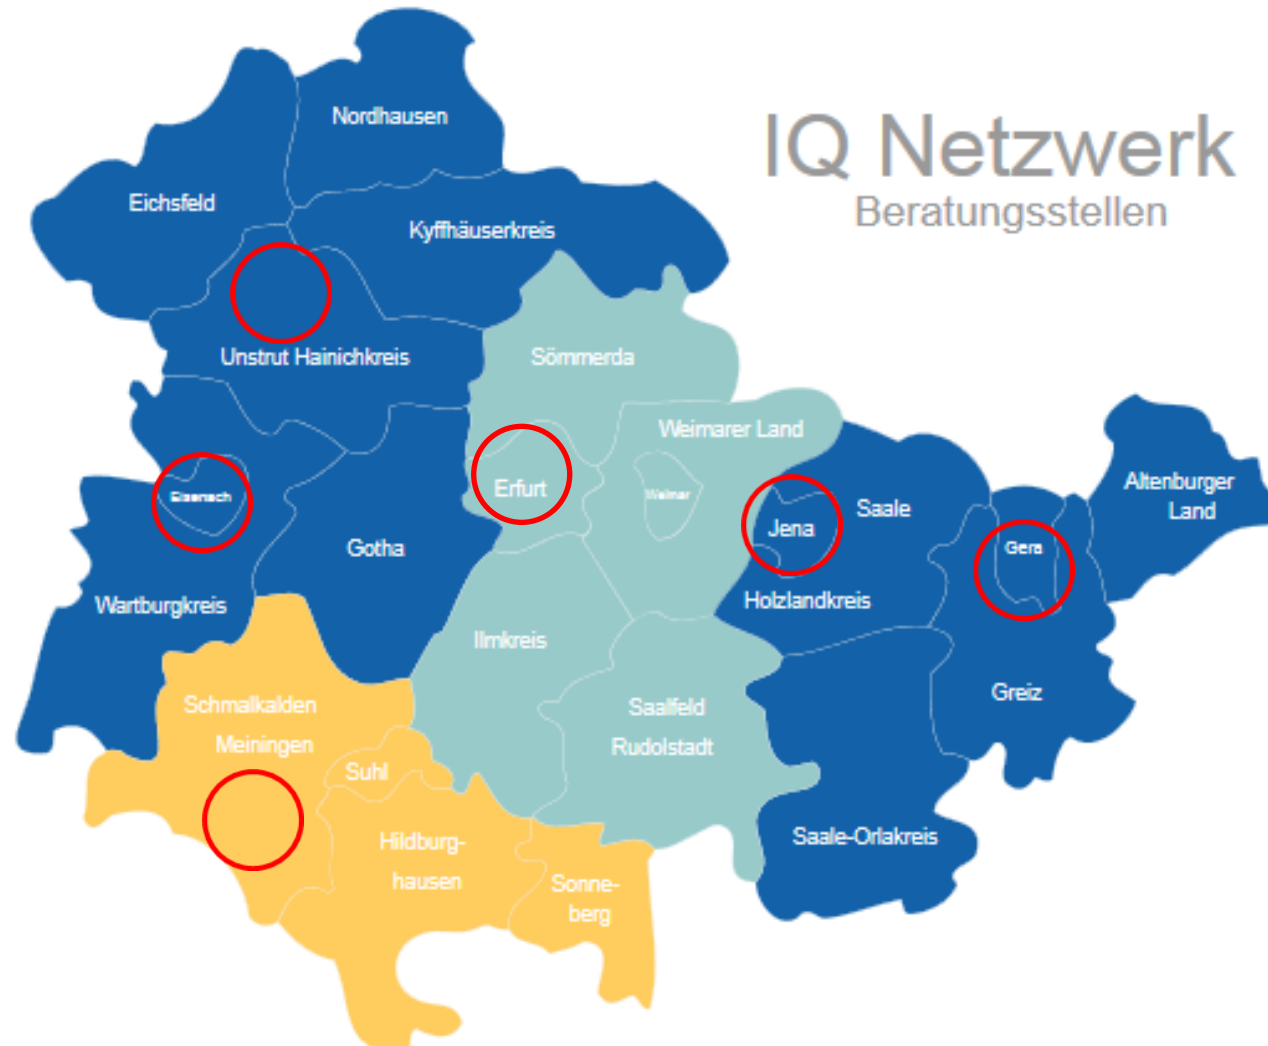 IQ Netzwerk
Beratungsstellen
Nordhausen
Eichsfeld
Kyffhäuserkreis
Unstrut Hainichkreis
Sömmerda
Weimarer Land
Eisenach
Erfurt
Weimar
Jena
Saale
Holzlandkreis
Gera
Altenburger
Land
Gotha
Wartburgkreis
Ilmkreis
Greiz
Schmalkalden
Meiningen
Suhl
Saalfeld
Rudolstadt
Hildburg-
hausen
Sonne-
berg
Saale-Orlakreis